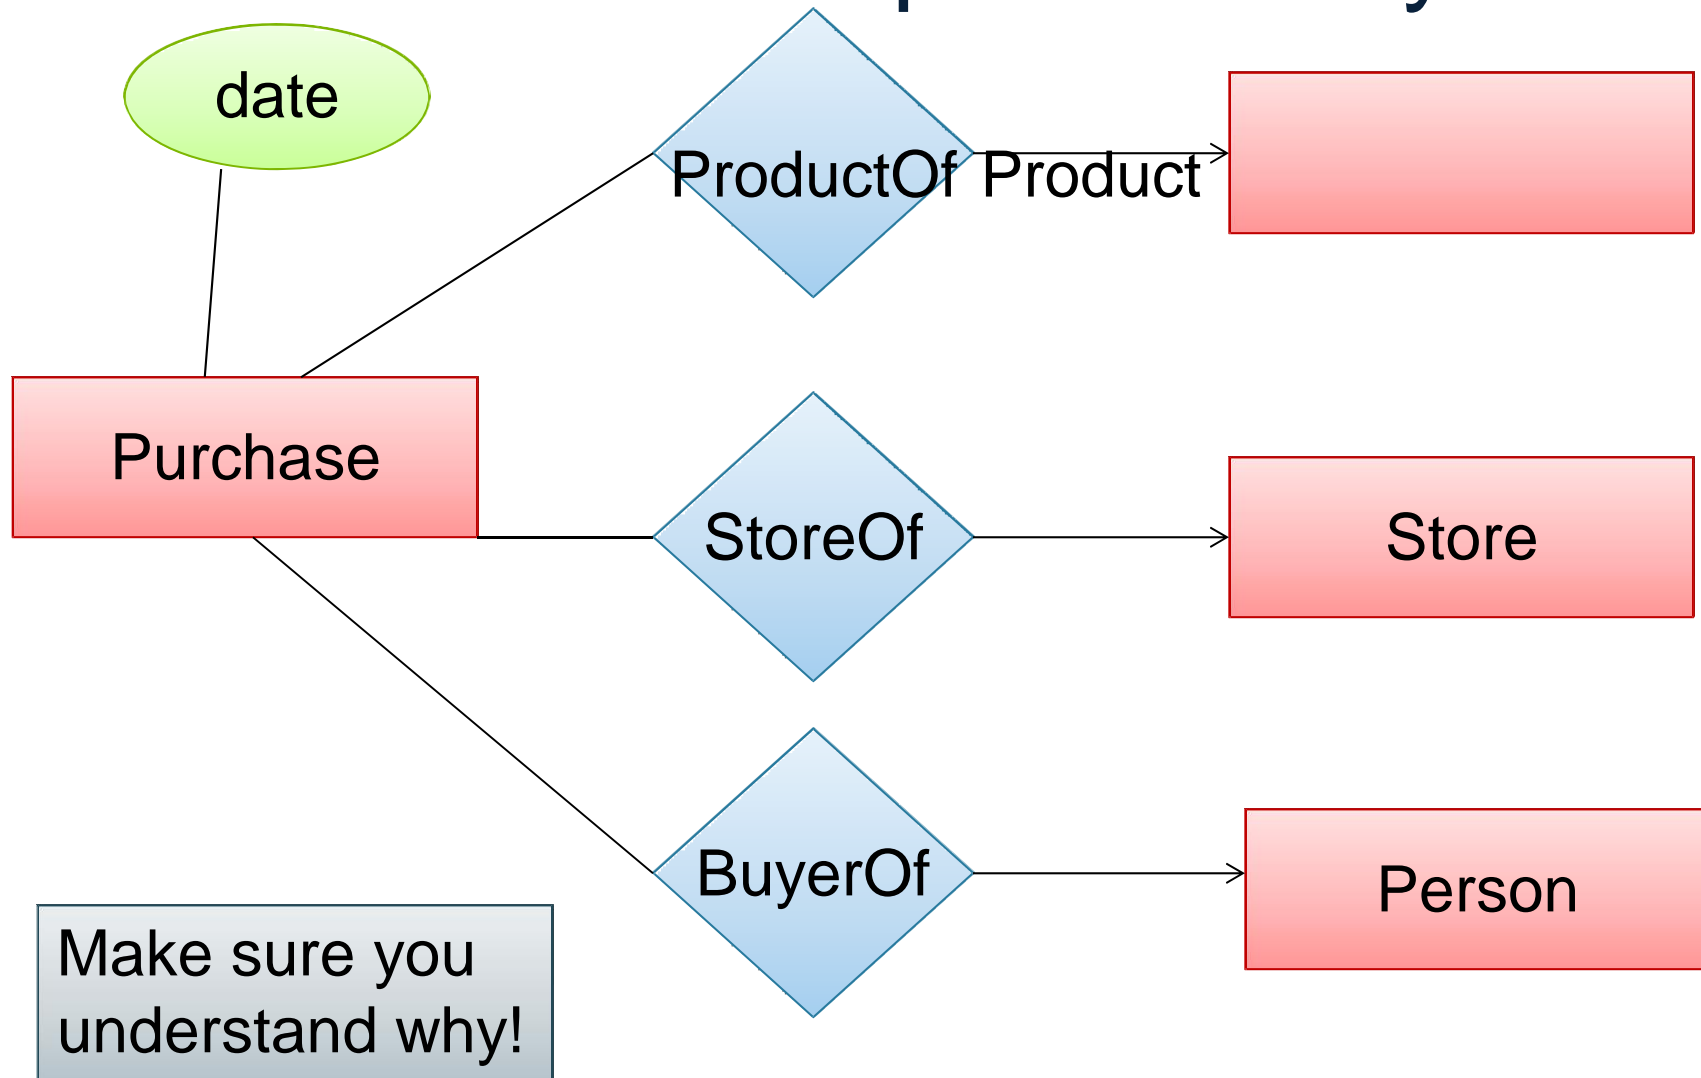 date
ProductOf Product
Purchase
StoreOf
Store
BuyerOf
Person
Make sure you
understand why!